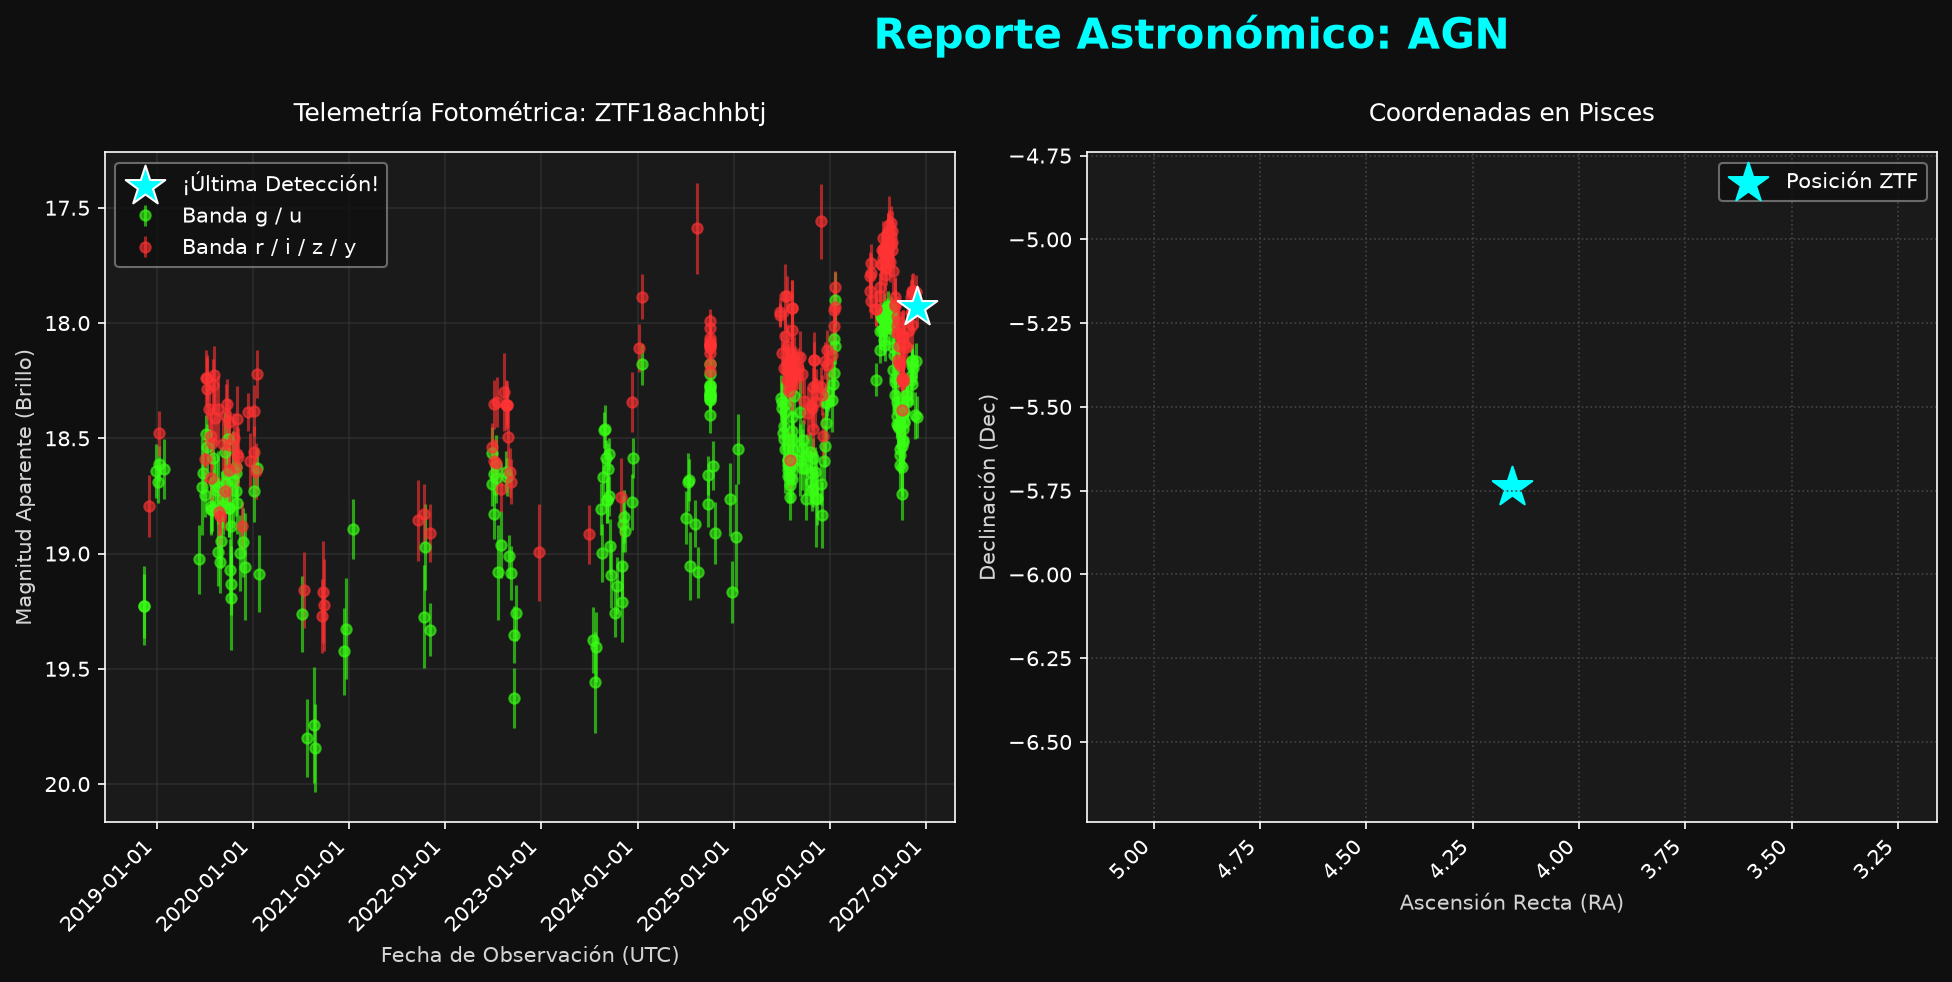 Reporte Astronómico: AGN
Telemetría Fotométrica: ZTF18achhbtj
¡Última Detección!
Banda g / u
Banda r / i / z / y
Magnitud Aparente (Brillo)
17.5
18.0
18.5
19.0
19.5
20.0
2019-01-01
2020-01-01
2021-01-01
2022-01-01
2023-01-01
2024-01-01
2025-01-01
2026-01-01
2027-01-01
Fecha de Observación (UTC)
Coordenadas en Pisces
Posición ZTF
Declinación (Dec)
−4.75
−5.00
−5.25
−5.50
−5.75
−6.00
−6.25
−6.50
5.00
4.75
4.50
4.25
4.00
3.75
3.50
3.25
Ascensión Recta (RA)